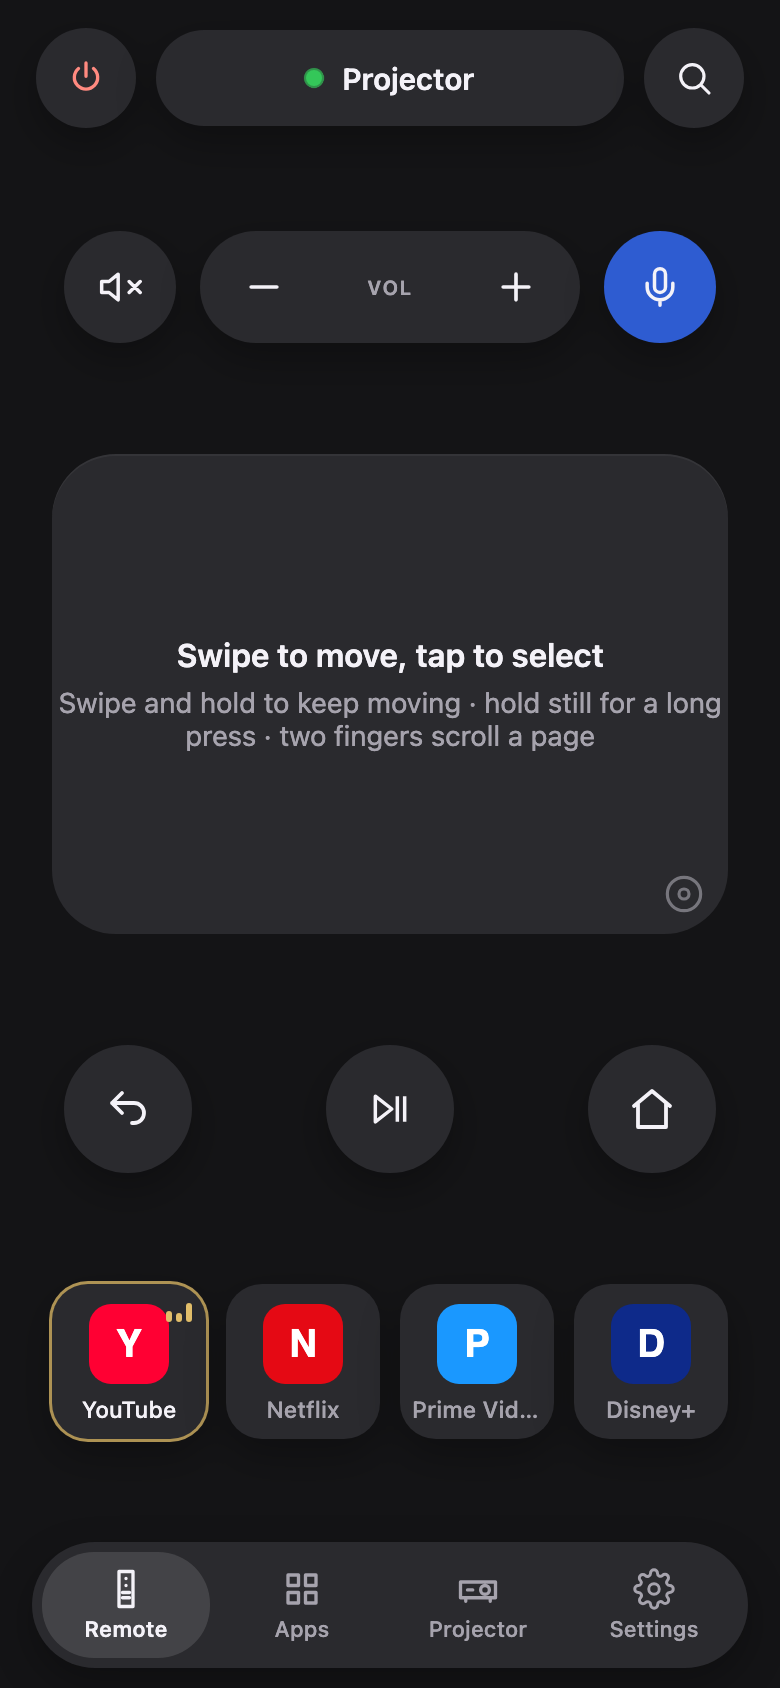 Projector
VOL
Swipe to move, tap to select
Swipe and hold to keep moving · hold still for a long
press · two fingers scroll a page
Y
N
P
D
YouTube
Netflix
Prime Vid...
Disney+
Remote
Apps
Projector
Settings